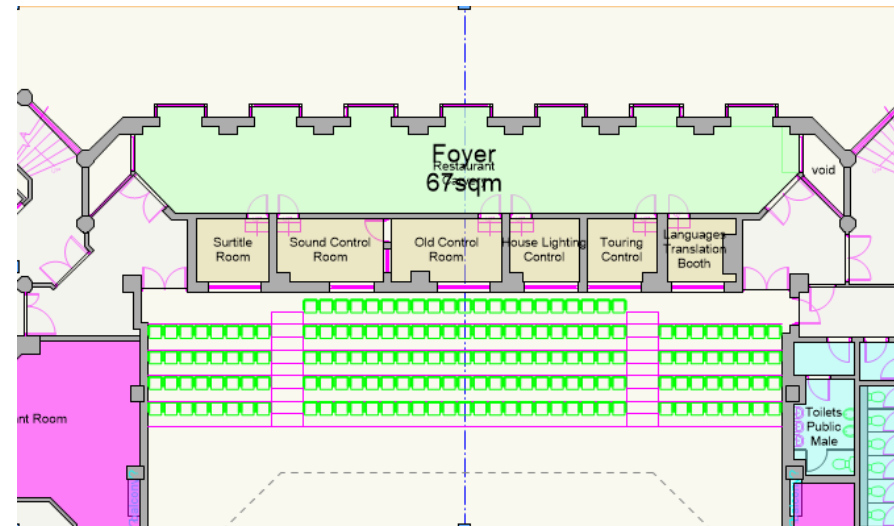 Foyer
Restaurant
67sqm
void
Surtitle
Room
Sound Control
Room
Old Control
Room
House Lighting
Control
Touring
Control
Languages
Translation
Booth
nt Room
Toilets
Public
Male